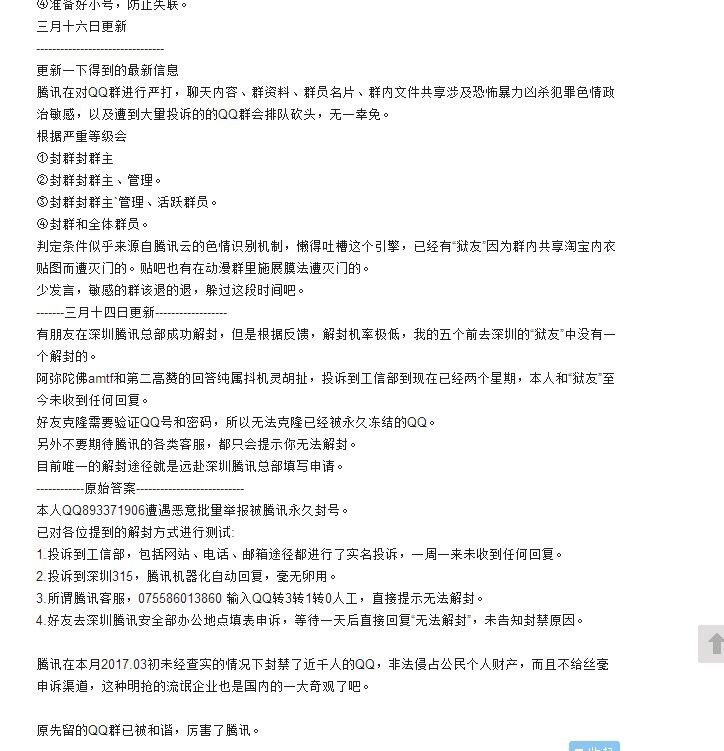 ④准备好小号，防止失联。
三月十六日更新
--------------------------------
更新一下得到的最新信息
腾讯在对QQ群进行严打，聊天内容、群资料、群员名片、群内文件共享涉及恐怖暴力凶杀犯罪色情政
治敏感，以及遭到大量投诉的的QQ群会排队砍头，无一幸免。
根据严重等级会
①封群封群主
②封群封群主、管理。
③封群封群主`管理、活跃群员。
④封群和全体群员。
判定条件似乎来源自腾讯云的色情识别机制，懒得吐槽这个引擎，已经有“狱友”因为群内共享淘宝内衣
贴图而遭灭门的。贴吧也有在动漫群里施展膜法遭灭门的。
少发言，敏感的群该退的退，躲过这段时间吧。
-------三月十四日更新------------------
有朋友在深圳腾讯总部成功解封，但是根据反馈，解封机率极低，我的五个前去深圳的“狱友”中没有一
个解封的。
阿弥陀佛amtf和第二高赞的回答纯属抖机灵胡扯，投诉到工信部到现在已经两个星期，本人和“狱友”至
今未收到任何回复。
好友克隆需要验证QQ号和密码，所以无法克隆已经被永久冻结的QQ。
另外不要期待腾讯的各类客服，都只会提示你无法解封。
目前唯一的解封途径就是远赴深圳腾讯总部填写申请。
------------原始答案---------------------------
本人QQ893371906遭遇恶意批量举报被腾讯永久封号。
已对各位提到的解封方式进行测试:
1.投诉到工信部，包括网站、电话、邮箱途径都进行了实名投诉，一周一来未收到任何回复。
2.投诉到深圳315，腾讯机器化自动回复，毫无卵用。
3.所谓腾讯客服，075586013860 输入QQ转3转1转0人工，直接提示无法解封。
4.好友去深圳腾讯安全部办公地点填表申诉，等待一天后直接回复“无法解封”，未告知封禁原因。
腾讯在本月2017.03初未经查实的情况下封禁了近千人的QQ，非法侵占公民个人财产，而且不给丝毫
申诉渠道，这种明抢的流氓企业也是国内的一大奇观了吧。
原先留的QQ群已被和谐，厉害了腾讯。